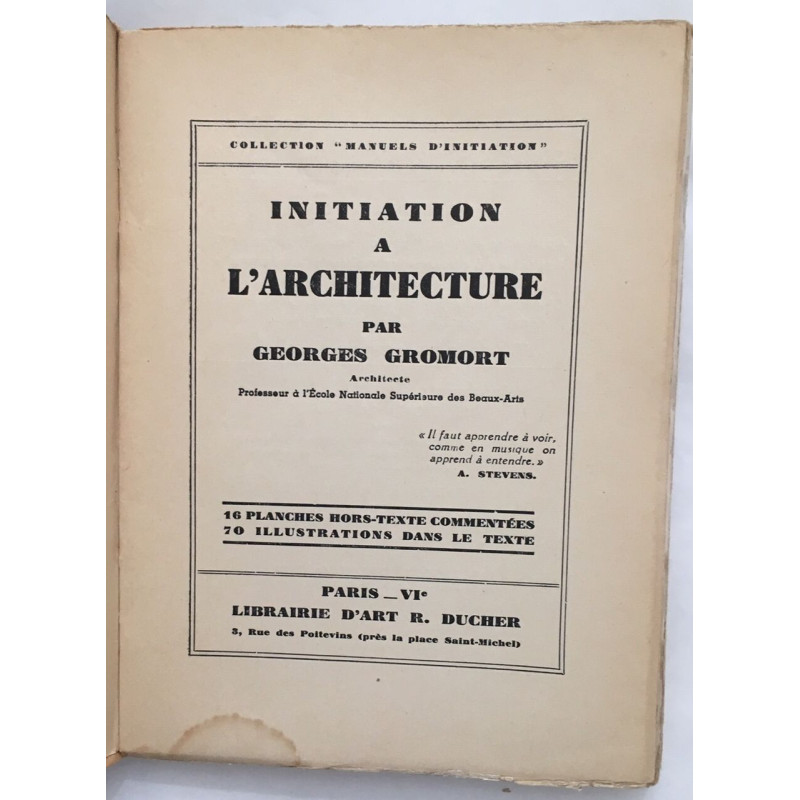 COLLECTION "MANUELS D'INITIATION"
INITIATION
A
L'ARCHITECTURE
PAR
GEORGES GROMORT
Architecte
Professeur à l'École Nationale Supérieure des Beaux-Arts
« Il faut apprendre à voir,
comme en musique on
apprend à entendre. »
A. STEVENS.
16 PLANCHES HORS-TEXTE COMMENTÉES
70 ILLUSTRATIONS DANS LE TEXTE
PARIS _ VIe
LIBRAIRIE D'ART R. DUCHER
3, Rue des Poitevins (près la place Saint-Michel)